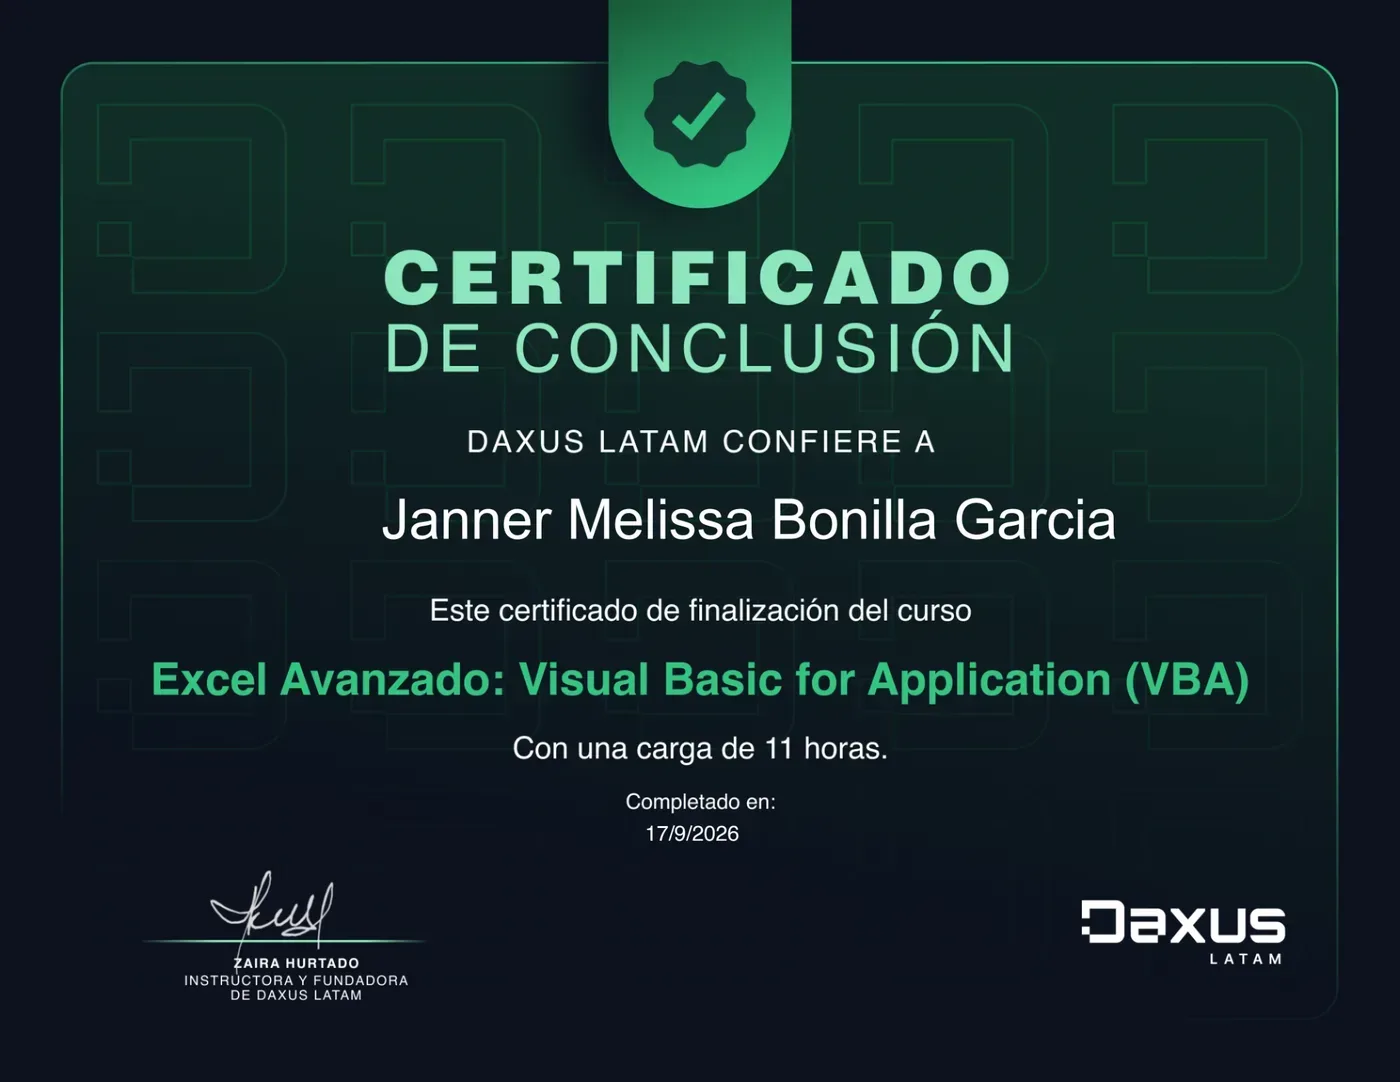 CERTIFICADO
DE CONCLUSIÓN
DAXUS LATAM CONFIERE A
Janner Melissa Bonilla Garcia
Este certificado de finalización del curso
Excel Avanzado: Visual Basic for Application (VBA)
Con una carga de 11 horas.
Completado en:
17/9/2026
ZAIRA HURTADO
INSTRUCTORA Y FUNDADORA
DE DAXUS LATAM
Daxus
LATAM